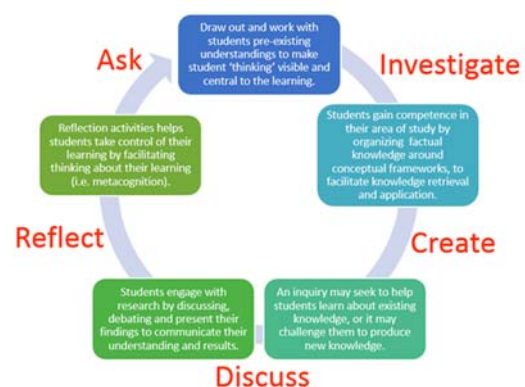 Ask
Draw out and work with
students pre-existing
understandings to make
student 'thinking' visible and
central to the learning.
Investigate
Students gain competence in
their area of study by
organizing factual
knowledge around
conceptual frameworks, to
facilitate knowledge retrieval
and application.
Create
An inquiry may seek to help
students learn about existing
knowledge, or it may
challenge them to produce
new knowledge.
Discuss
Students engage with
research by discussing,
debating and present their
findings to communicate their
understanding and results.
Reflect
Reflection activities helps
students take control of their
learning by facilitating
thinking about their learning
(i.e. metacognition).